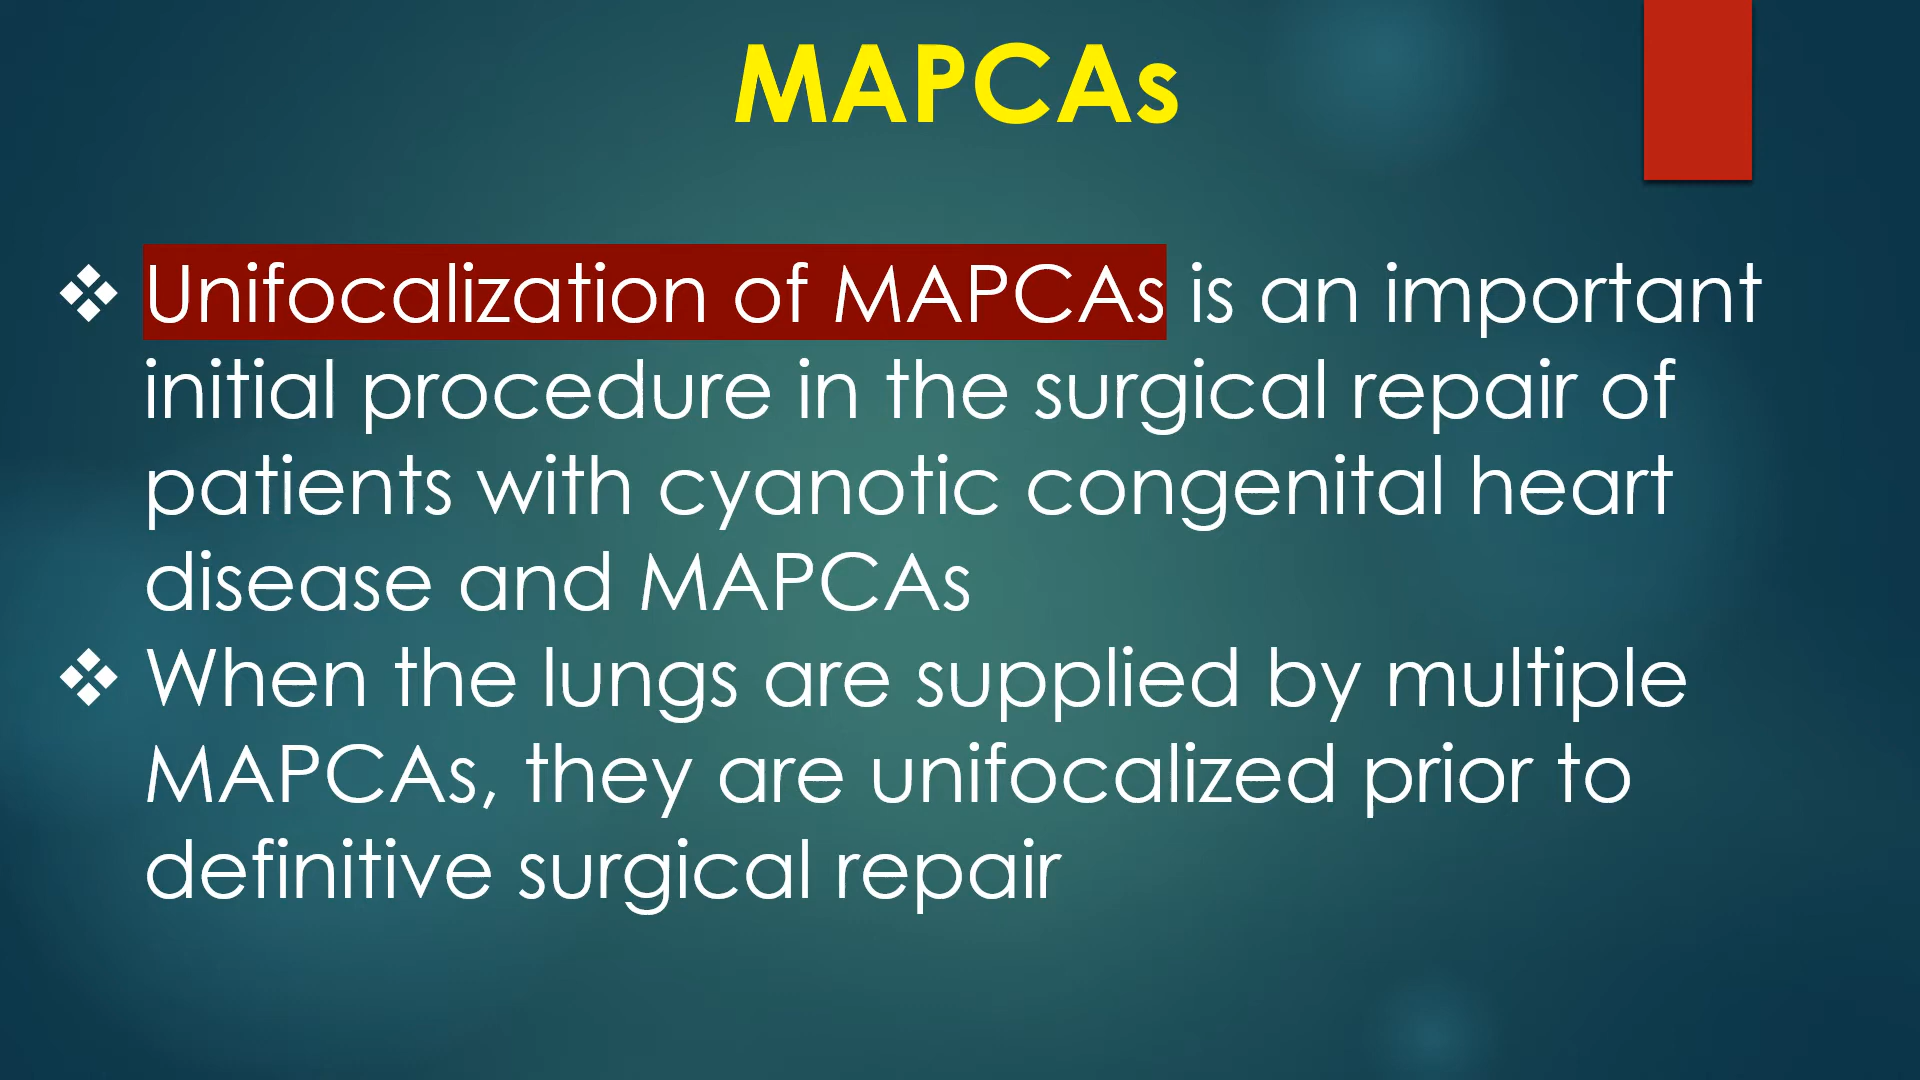 MAPCAs
❖ Unifocalization of MAPCAs is an important
initial procedure in the surgical repair of
patients with cyanotic congenital heart
disease and MAPCAs
❖ When the lungs are supplied by multiple
MAPCAs, they are unifocalized prior to
definitive surgical repair